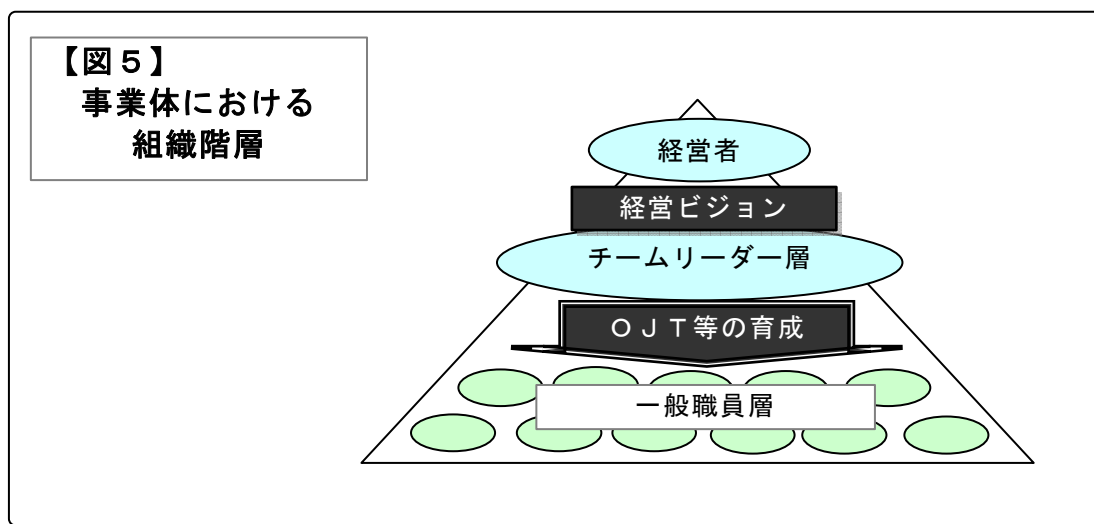 【図５】
事業体における
組織階層
経営者
経営ビジョン
チームリーダー層
ＯＪＴ等の育成
一般職員層